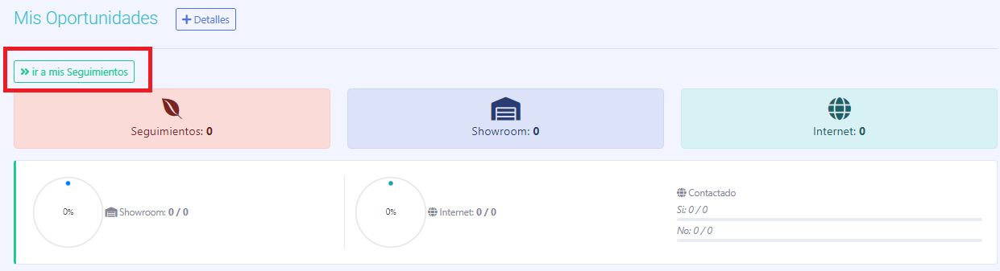 Mis Oportunidades
Detalles
ir a mis Seguimientos
Seguimientos: 0
Showroom: 0
Internet: 0
0%
Showroom: 0 / 0
0%
Internet: 0 / 0
Contactado
Si: 0 / 0
No: 0 / 0